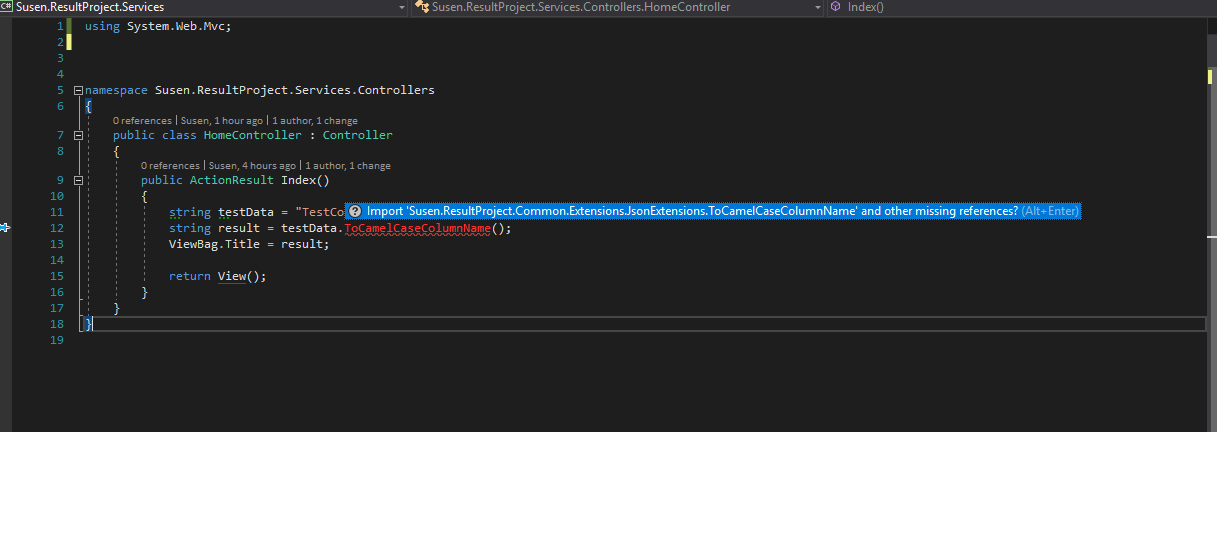 C# Susen.ResultProject.Services Susen.ResultProject.Services.Controllers.HomeController Index()
1 using System.Web.Mvc;
2
3
4
5 namespace Susen.ResultProject.Services.Controllers
6 {
0 references | Susen, 1 hour ago | 1 author, 1 change
7 public class HomeController : Controller
8 {
0 references | Susen, 4 hours ago | 1 author, 1 change
9 public ActionResult Index()
10 {
11 string testData = "TestCo ? Import 'Susen.ResultProject.Common.Extensions.JsonExtensions.ToCamelCaseColumnName' and other missing references? (Alt+Enter)
12 string result = testData.ToCamelCaseColumnName();
13 ViewBag.Title = result;
14
15 return View();
16 }
17 }
18 }
19